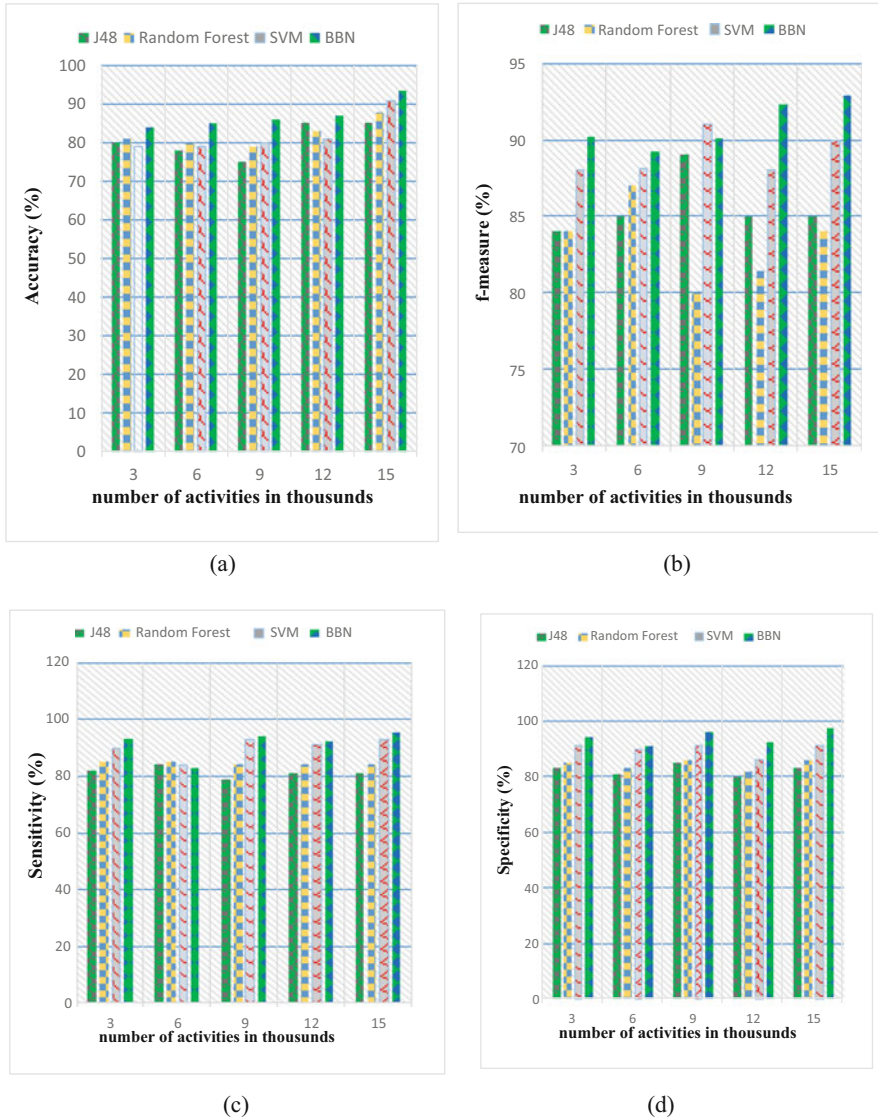 J48 Random Forest SVM BBN
100
90
80
70
60
50
40
30
20
10
0
Accuracy (%)
3 6 9 12 15
number of activities in thousunds
(a)
J48 Random Forest SVM BBN
95
90
85
80
75
70
f-measure (%)
3 6 9 12 15
number of activities in thousunds
(b)
J48 Random Forest SVM BBN
120
100
80
60
40
20
0
Sensitivity (%)
3 6 9 12 15
number of activities in thousands
(c)
J48 Random Forest SVM BBN
120
100
80
60
40
20
0
Specificity (%)
3 6 9 12 15
number of activities in thousands
(d)